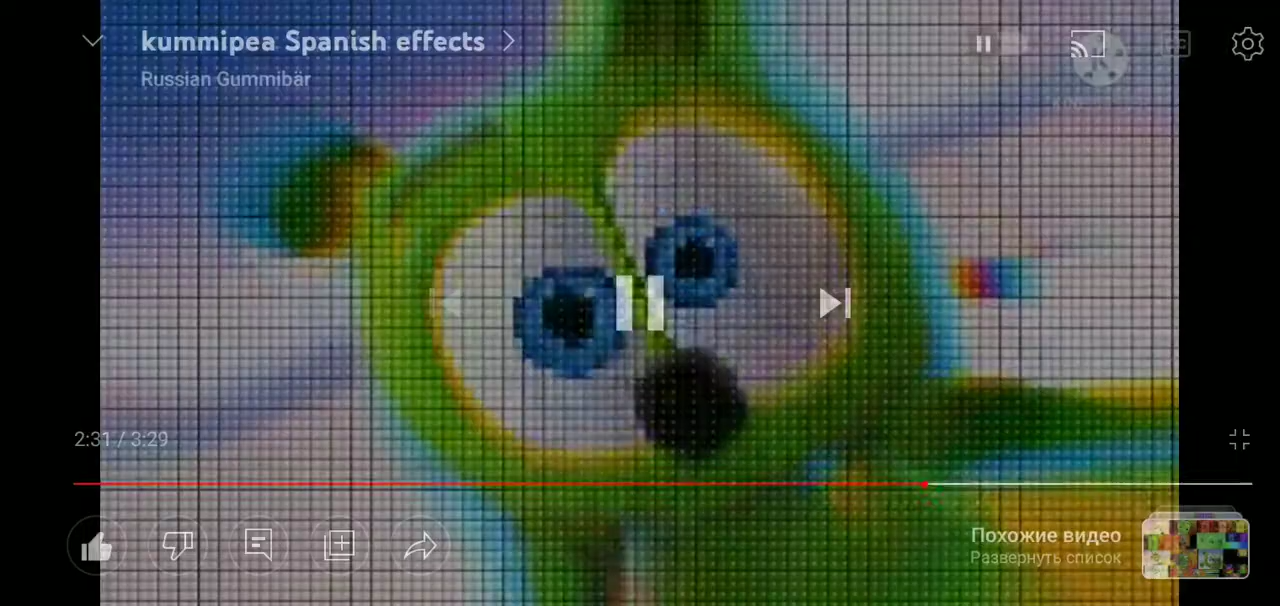 kummipea Spanish effects
Russian Gummibär
2:31 / 3:29
Похожие видео
Развернуть список